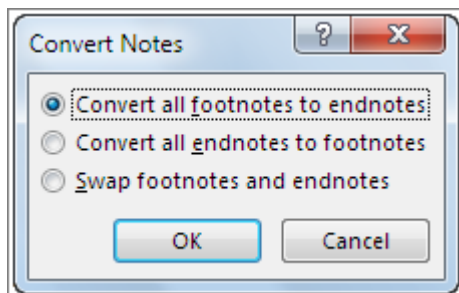 Convert Notes
Convert all footnotes to endnotes
Convert all endnotes to footnotes
Swap footnotes and endnotes
OK Cancel